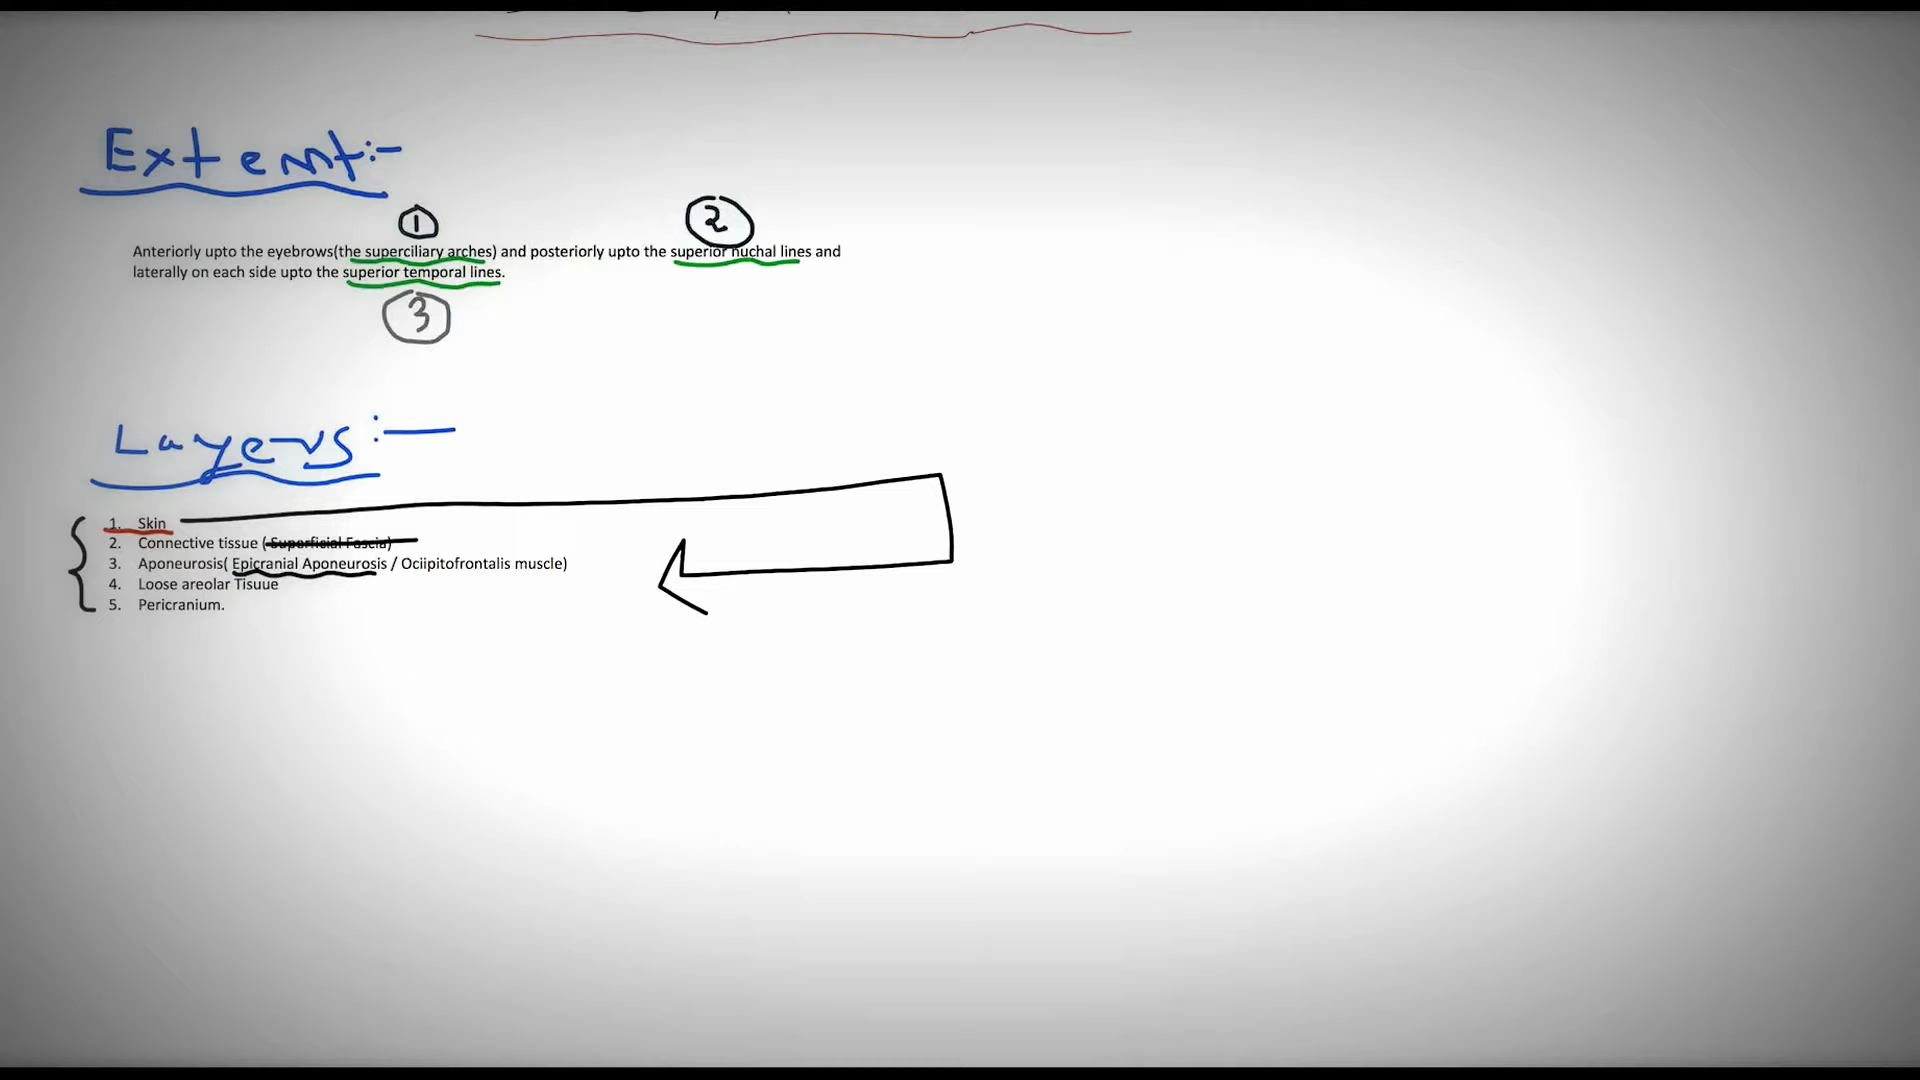 Extent:-
1
2
Anteriorly upto the eyebrows(the superciliary arches) and posteriorly upto the superior nuchal lines and
laterally on each side upto the superior temporal lines.
3
Layers:-
1. Skin
2. Connective tissue (Superficial Fascia)
3. Aponeurosis( Epicranial Aponeurosis / Ociipitofrontalis muscle)
4. Loose areolar Tisuue
5. Pericranium.